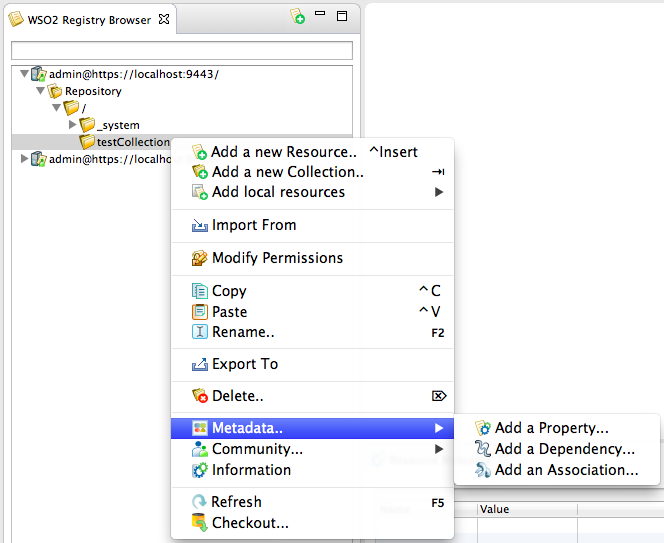 WSO2 Registry Browser
admin@https://localhost:9443/
Repository
/
_system
testCollection
admin@https://localho
Add a new Resource.. ^Insert
Add a new Collection.. ⇥
Add local resources
Import From
Modify Permissions
Copy ^C
Paste ^V
Rename.. F2
Export To
Delete.. ⌦
Metadata..
Community...
Information
Refresh F5
Checkout...
Add a Property...
Add a Dependency...
Add an Association...
Value